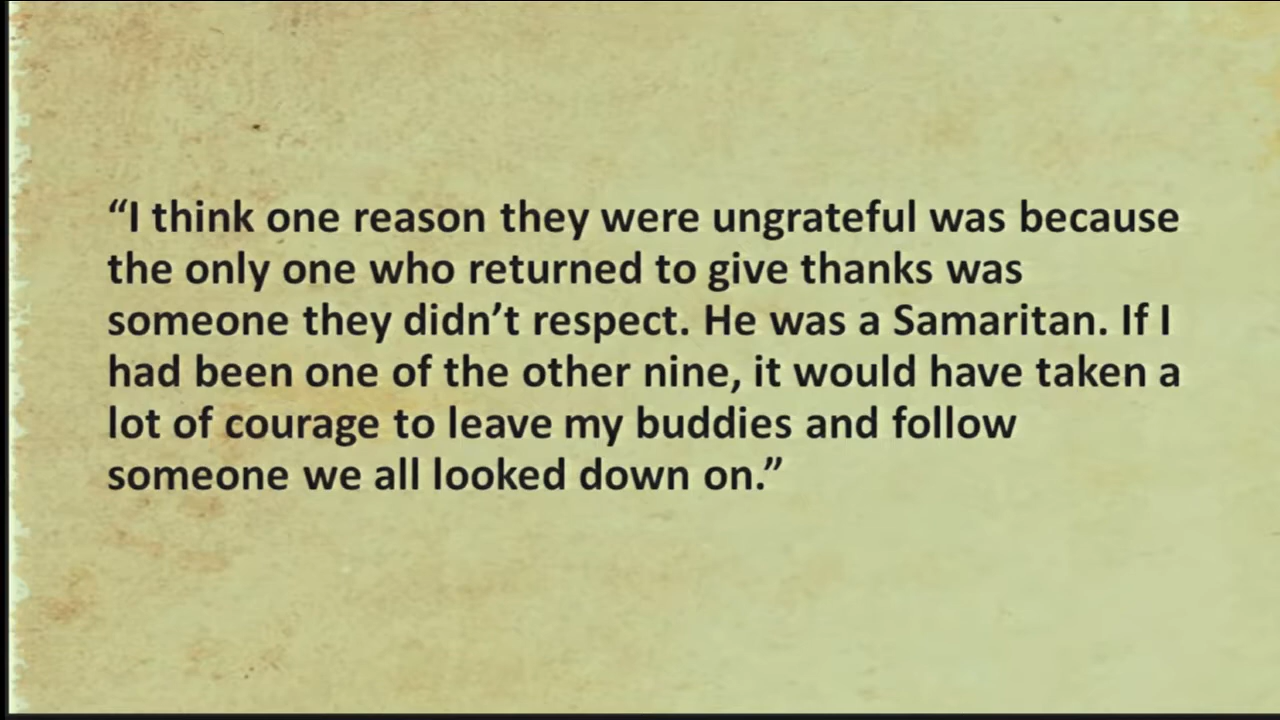 “I think one reason they were ungrateful was because
the only one who returned to give thanks was
someone they didn’t respect. He was a Samaritan. If I
had been one of the other nine, it would have taken a
lot of courage to leave my buddies and follow
someone we all looked down on.”